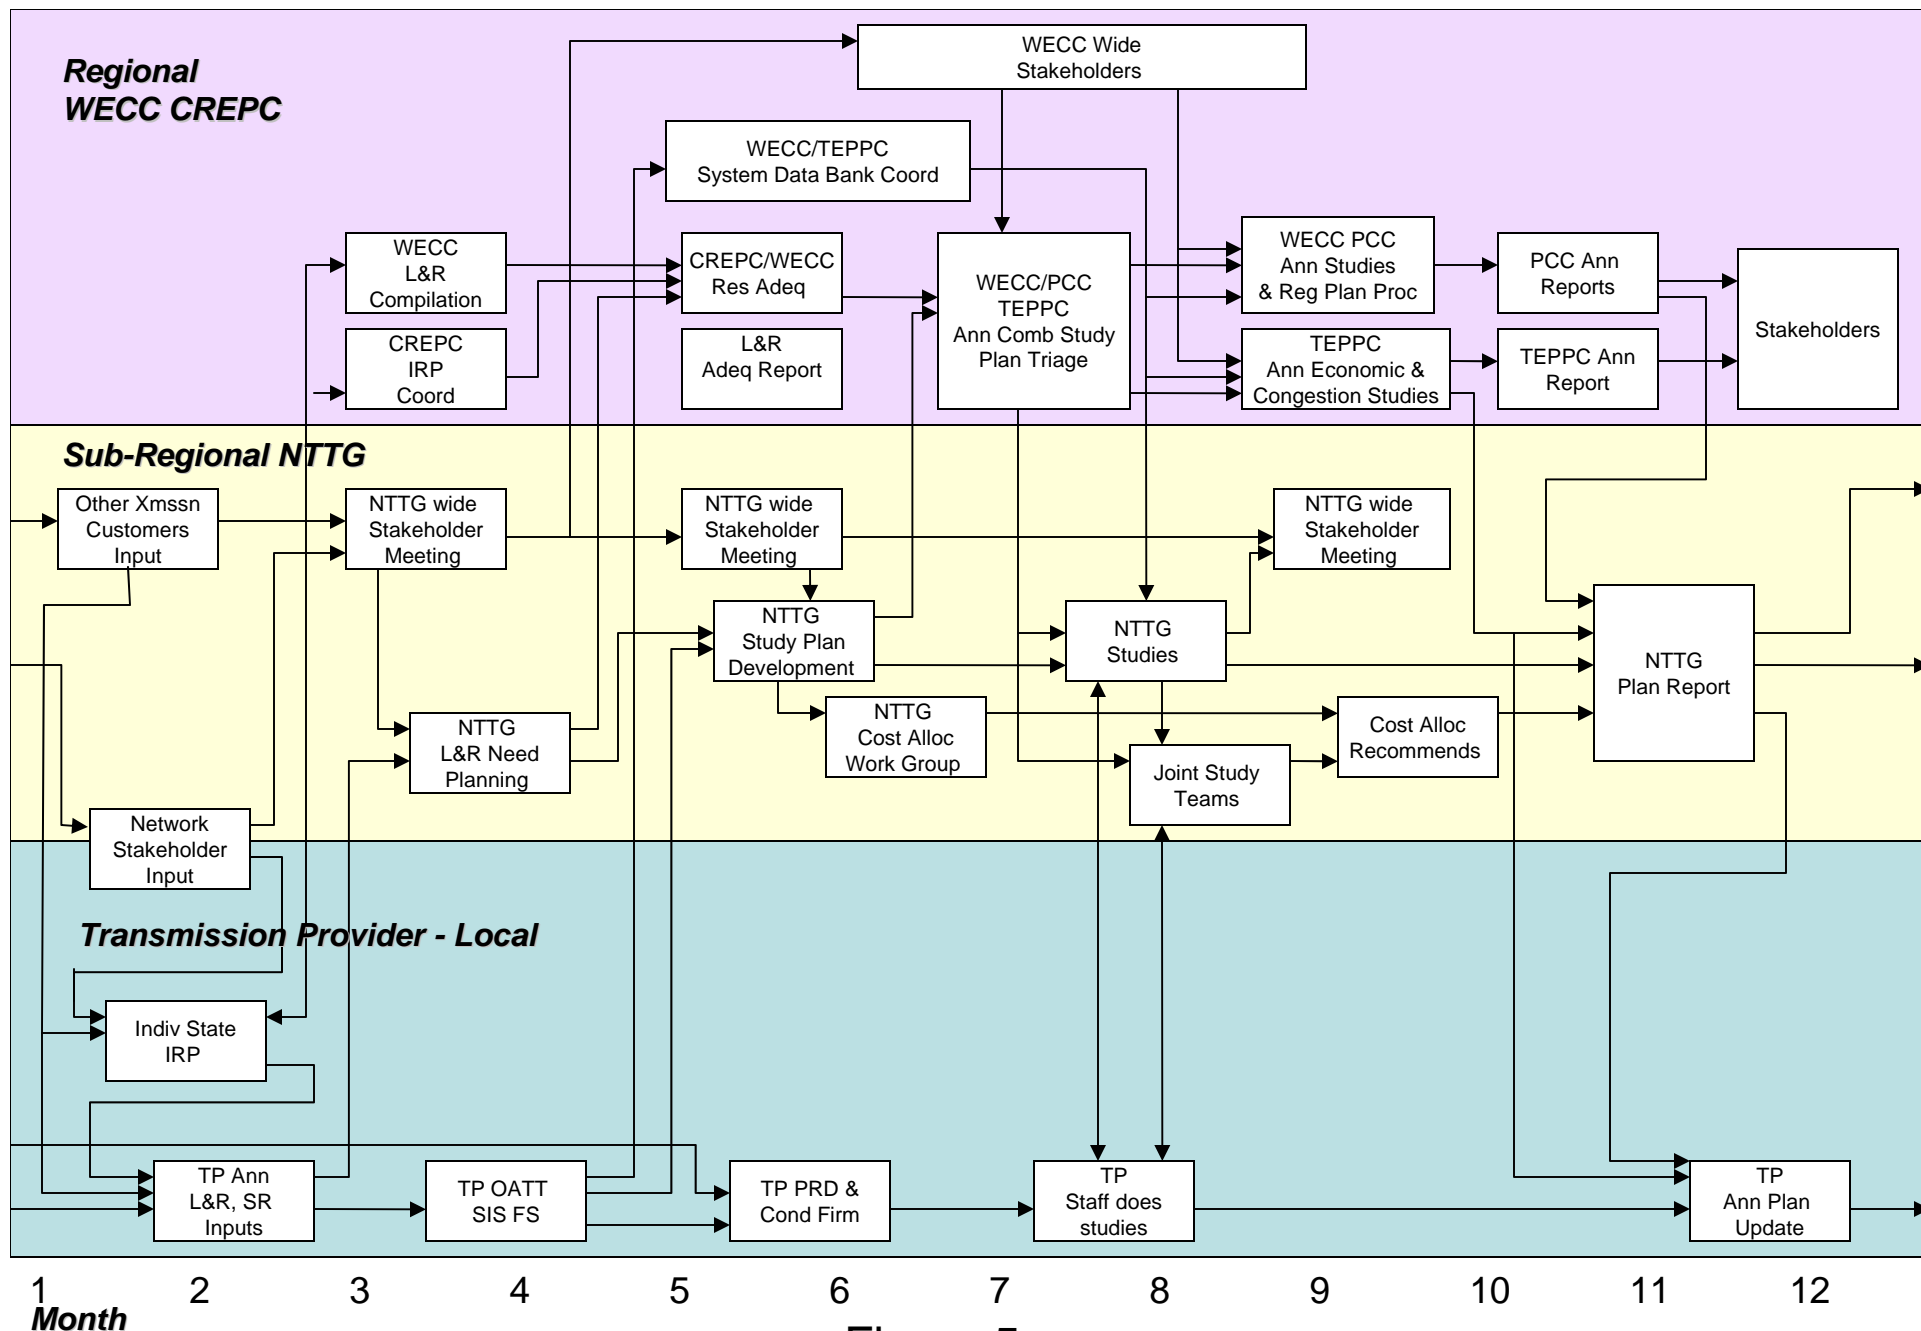 Regional
WECC CREPC
WECC Wide
Stakeholders
WECC/TEPPC
System Data Bank Coord
WECC
L&R
Compilation
CREPC/WECC
Res Adeq
WECC/PCC
TEPPC
Ann Comb Study
Plan Triage
WECC PCC
Ann Studies
& Reg Plan Proc
PCC Ann
Reports
Stakeholders
CREPC
IRP
Coord
L&R
Adeq Report
TEPPC
Ann Economic &
Congestion Studies
TEPPC Ann
Report
Sub-Regional NTTG
Other Xmssn
Customers
Input
NTTG wide
Stakeholder
Meeting
NTTG wide
Stakeholder
Meeting
NTTG wide
Stakeholder
Meeting
NTTG
Study Plan
Development
NTTG
Studies
NTTG
Plan Report
NTTG
L&R Need
Planning
NTTG
Cost Alloc
Work Group
Cost Alloc
Recommends
Joint Study
Teams
Network
Stakeholder
Input
Transmission Provider - Local
Indiv State
IRP
TP Ann
L&R, SR
Inputs
TP OATT
SIS FS
TP PRD &
Cond Firm
TP
Staff does
studies
TP
Ann Plan
Update
1 2 3 4 5 6 7 8 9 10 11 12
Month